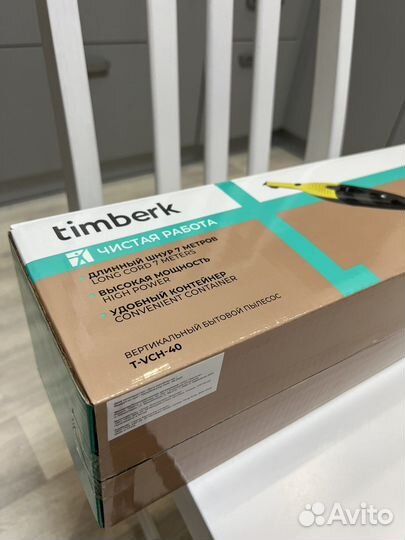 timberk
ЧИСТАЯ РАБОТА
ДЛИННЫЙ ШНУР 7 МЕТРОВ
LONG CORD 7 METERS
ВЫСОКАЯ МОЩНОСТЬ
HIGH POWER
УДОБНЫЙ КОНТЕЙНЕР
CONVENIENT CONTAINER
ВЕРТИКАЛЬНЫЙ БЫТОВОЙ ПЫЛЕСОС
T-VCH-40
Avito